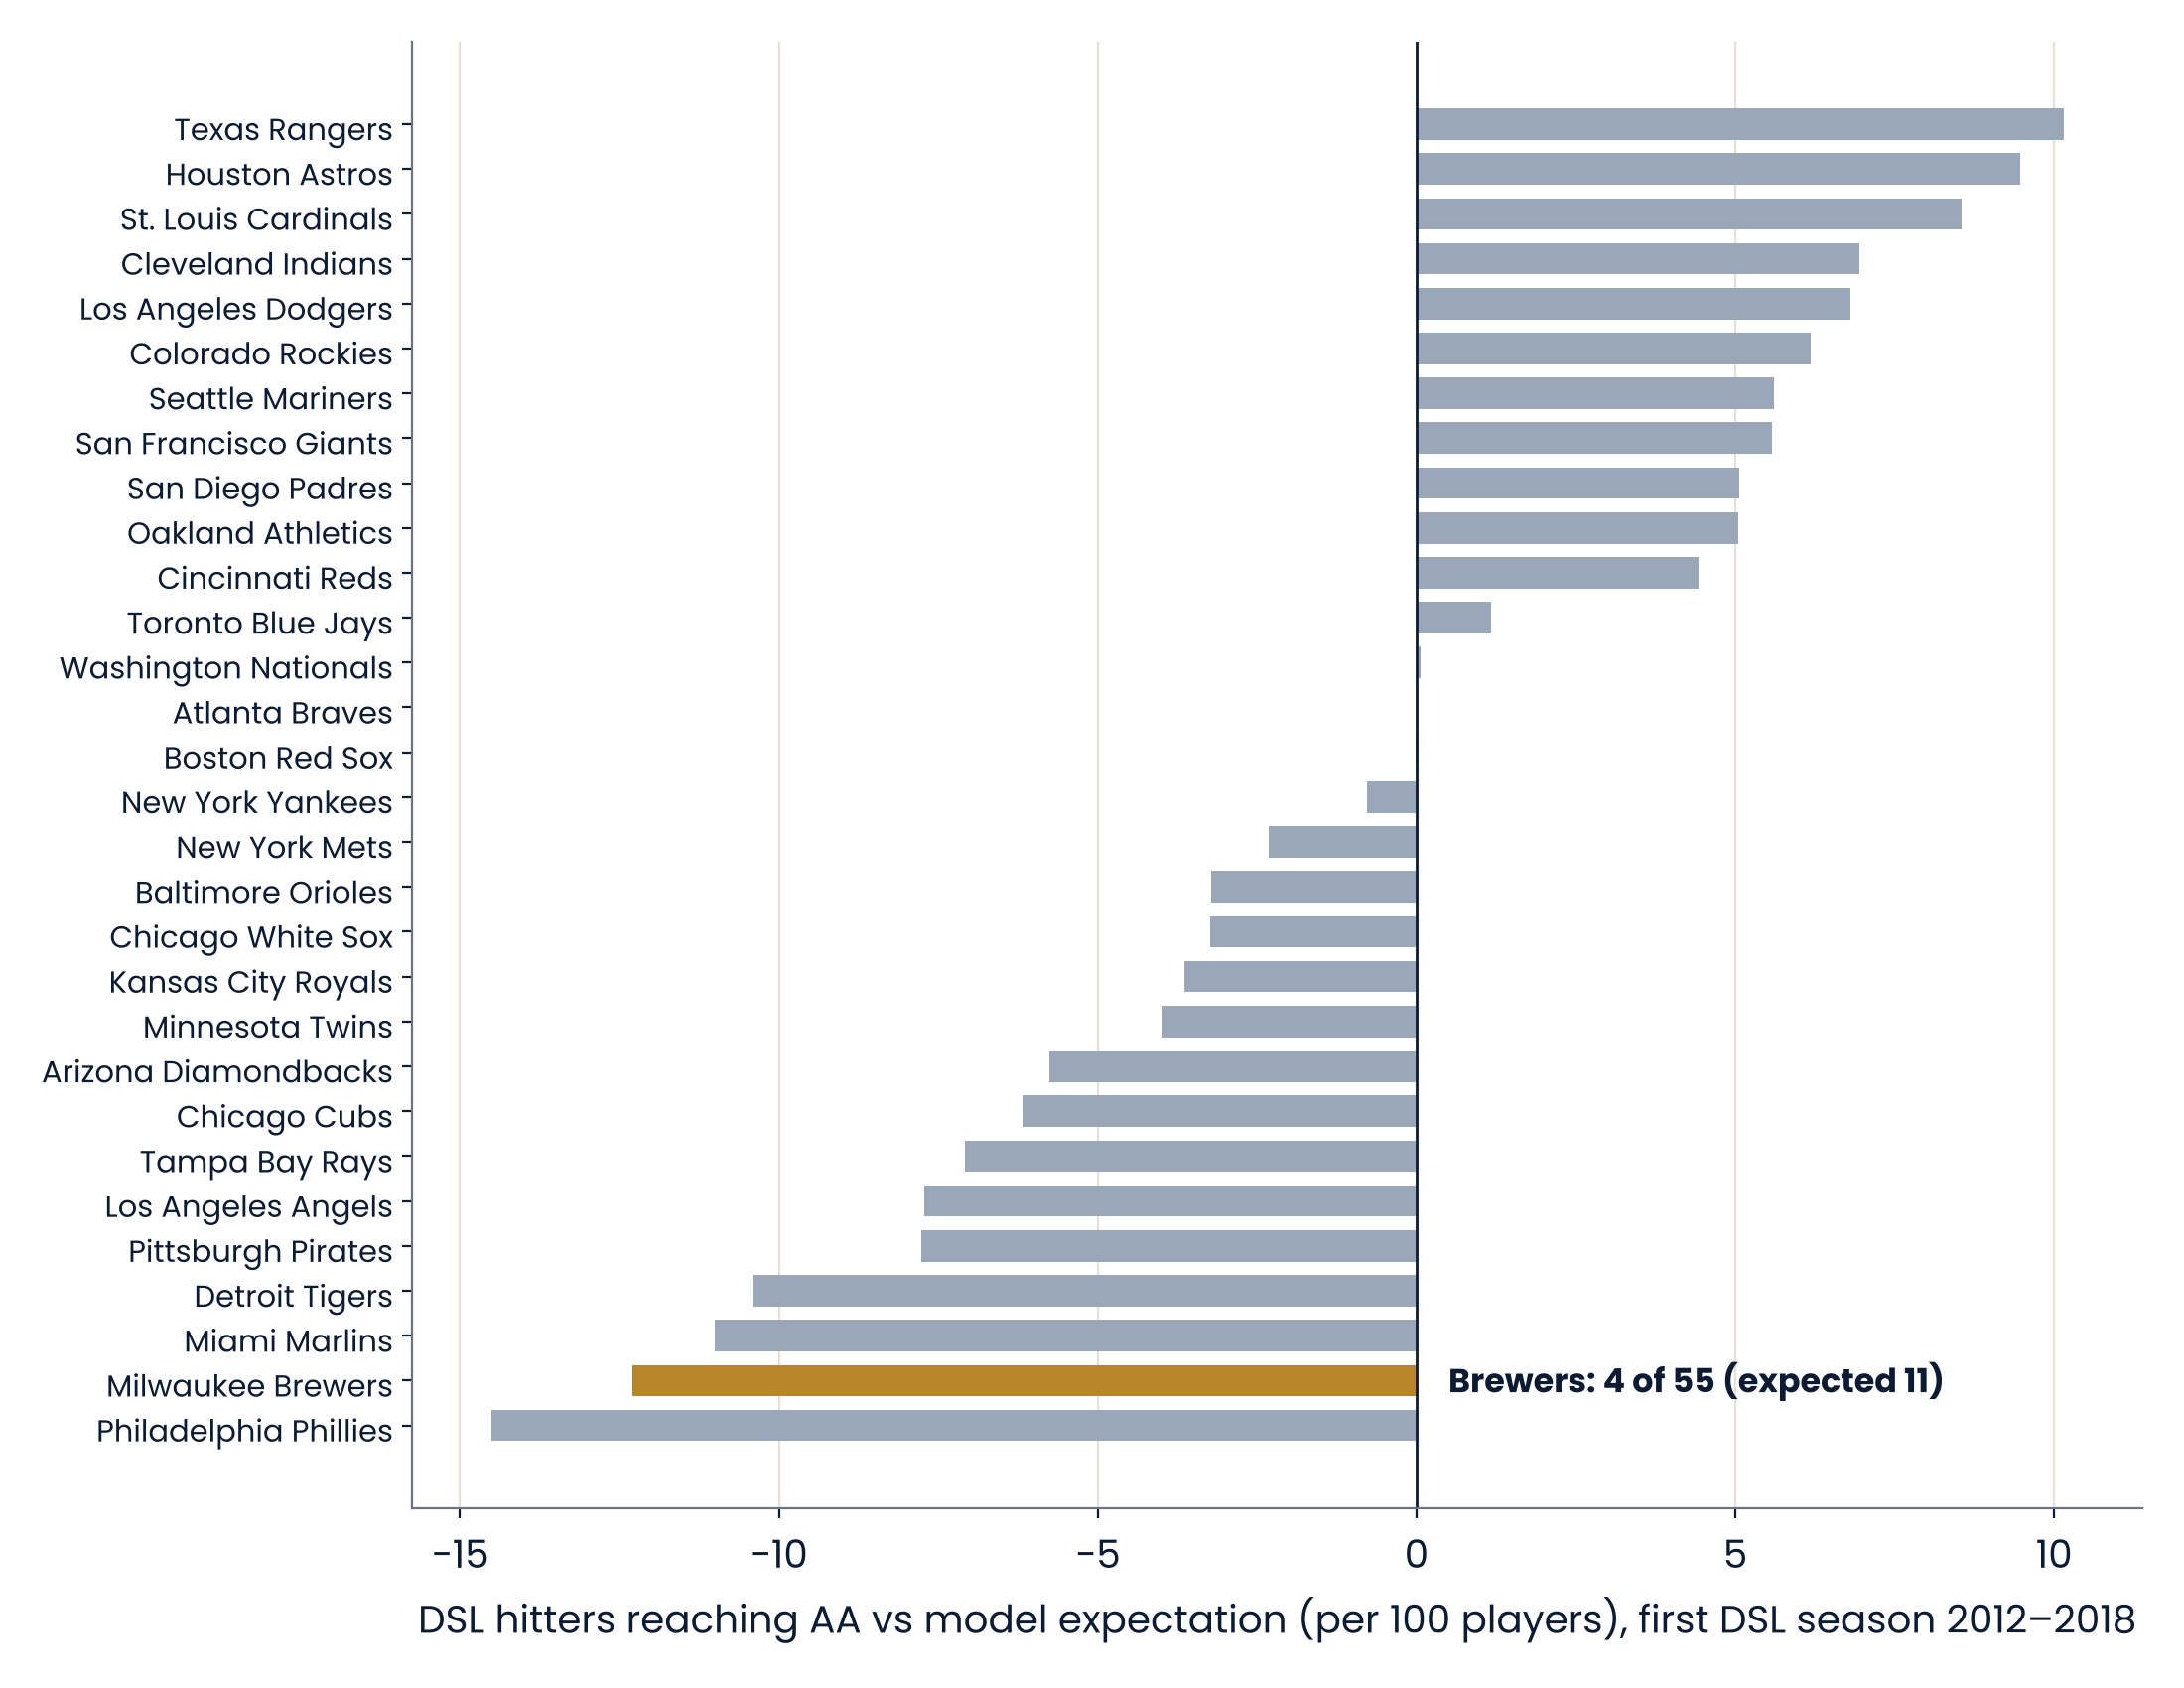 Texas Rangers
Houston Astros
St. Louis Cardinals
Cleveland Indians
Los Angeles Dodgers
Colorado Rockies
Seattle Mariners
San Francisco Giants
San Diego Padres
Oakland Athletics
Cincinnati Reds
Toronto Blue Jays
Washington Nationals
Atlanta Braves
Boston Red Sox
New York Yankees
New York Mets
Baltimore Orioles
Chicago White Sox
Kansas City Royals
Minnesota Twins
Arizona Diamondbacks
Chicago Cubs
Tampa Bay Rays
Los Angeles Angels
Pittsburgh Pirates
Detroit Tigers
Miami Marlins
Milwaukee Brewers
Brewers: 4 of 55 (expected 11)
Philadelphia Phillies
−15 −10 −5 0 5 10
DSL hitters reaching AA vs model expectation (per 100 players), first DSL season 2012–2018